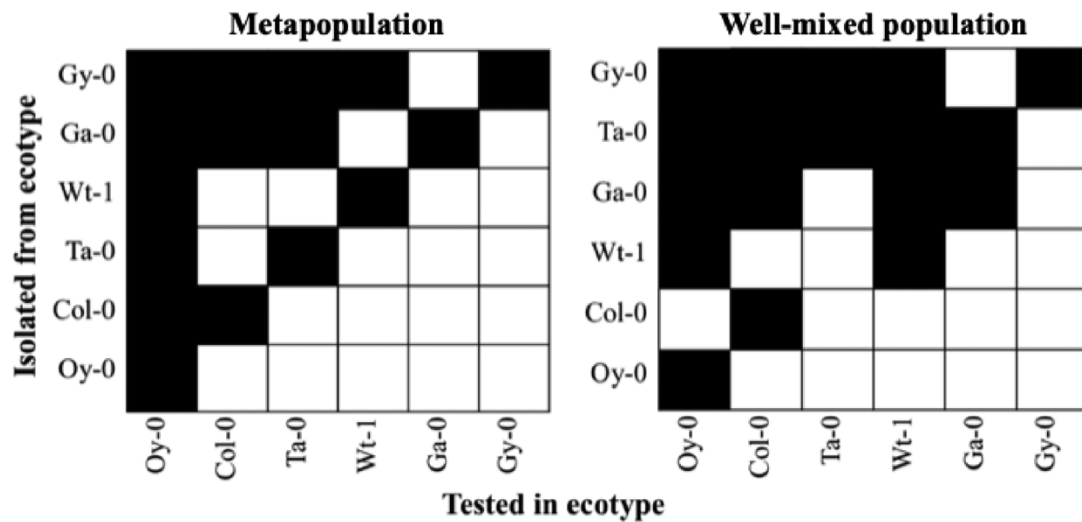 Metapopulation
Well-mixed population
Isolated from ecotype
Gy-0
Ga-0
Wt-1
Ta-0
Col-0
Oy-0
Oy-0
Col-0
Ta-0
Wt-1
Ga-0
Gy-0
Gy-0
Ta-0
Ga-0
Wt-1
Col-0
Oy-0
Oy-0
Col-0
Ta-0
Wt-1
Ga-0
Gy-0
Tested in ecotype